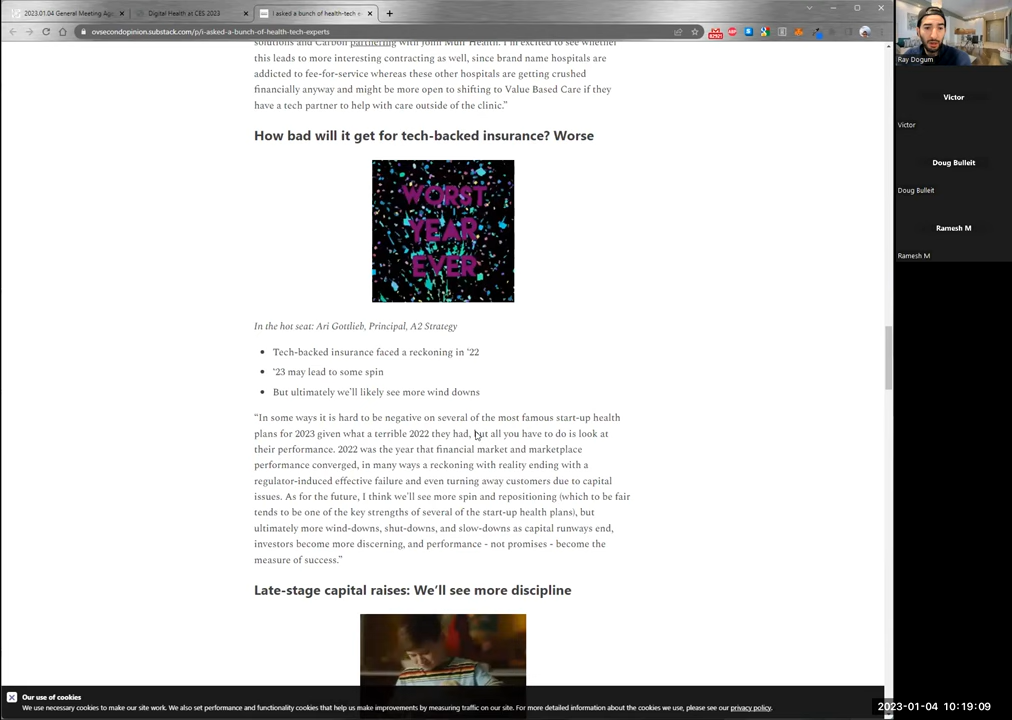 2023.01.04 General Meeting Age
Digital Health at CES 2023
I asked a bunch of health-tech e
ovsecondopinion.substack.com/p/i-asked-a-bunch-of-health-tech-experts
solutions and Carbon partnering with John Muir Health. I'm excited to see whether
this leads to more interesting contracting as well, since brand name hospitals are
addicted to fee-for-service whereas these other hospitals are getting crushed
financially anyway and might be more open to shifting to Value Based Care if they
have a tech partner to help with care outside of the clinic.”
How bad will it get for tech-backed insurance? Worse
WORST
YEAR
EVER
In the hot seat: Ari Gottlieb, Principal, A2 Strategy
• Tech-backed insurance faced a reckoning in ‘22
• ‘23 may lead to some spin
• But ultimately we’ll likely see more wind downs
“In some ways it is hard to be negative on several of the most famous start-up health
plans for 2023 given what a terrible 2022 they had, but all you have to do is look at
their performance. 2022 was the year that financial market and marketplace
performance converged, in many ways a reckoning with reality ending with a
regulator-induced effective failure and even turning away customers due to capital
issues. As for the future, I think we’ll see more spin and repositioning (which to be fair
tends to be one of the key strengths of several of the start-up health plans), but
ultimately more wind-downs, shut-downs, and slow-downs as capital runways end,
investors become more discerning, and performance - not promises - become the
measure of success.”
Late-stage capital raises: We’ll see more discipline
Our use of cookies
We use necessary cookies to make our site work. We also set performance and functionality cookies that help us make improvements by measuring traffic on our site. For more detailed information about the cookies we use, please see our privacy policy.
Ray Dogum
Victor
Victor
Doug Bulleit
Doug Bulleit
Ramesh M
Ramesh M
2023-01-04 10:19:09